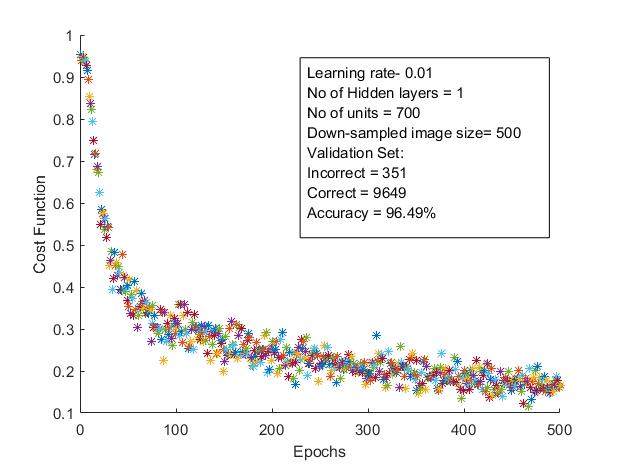 1
0.9
0.8
0.7
0.6
0.5
0.4
0.3
0.2
0.1
Cost Function
Learning rate- 0.01
No of Hidden layers = 1
No of units = 700
Down-sampled image size= 500
Validation Set:
Incorrect = 351
Correct = 9649
Accuracy = 96.49%
0 100 200 300 400 500
Epochs